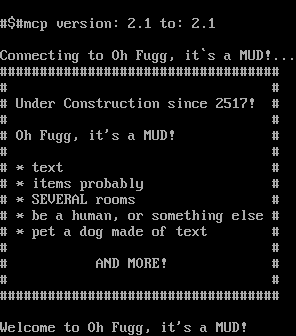 #$#mcp version: 2.1 to: 2.1
Connecting to Oh Fugg, it`s a MUD!...
###################################
#                                 #
# Under Construction since 2517!  #
#                                 #
# Oh Fugg, it's a MUD!            #
#                                 #
# * text                          #
# * items probably                #
# * SEVERAL rooms                 #
# * be a human, or something else #
# * pet a dog made of text        #
#                                 #
#           AND MORE!             #
#                                 #
###################################
Welcome to Oh Fugg, it's a MUD!